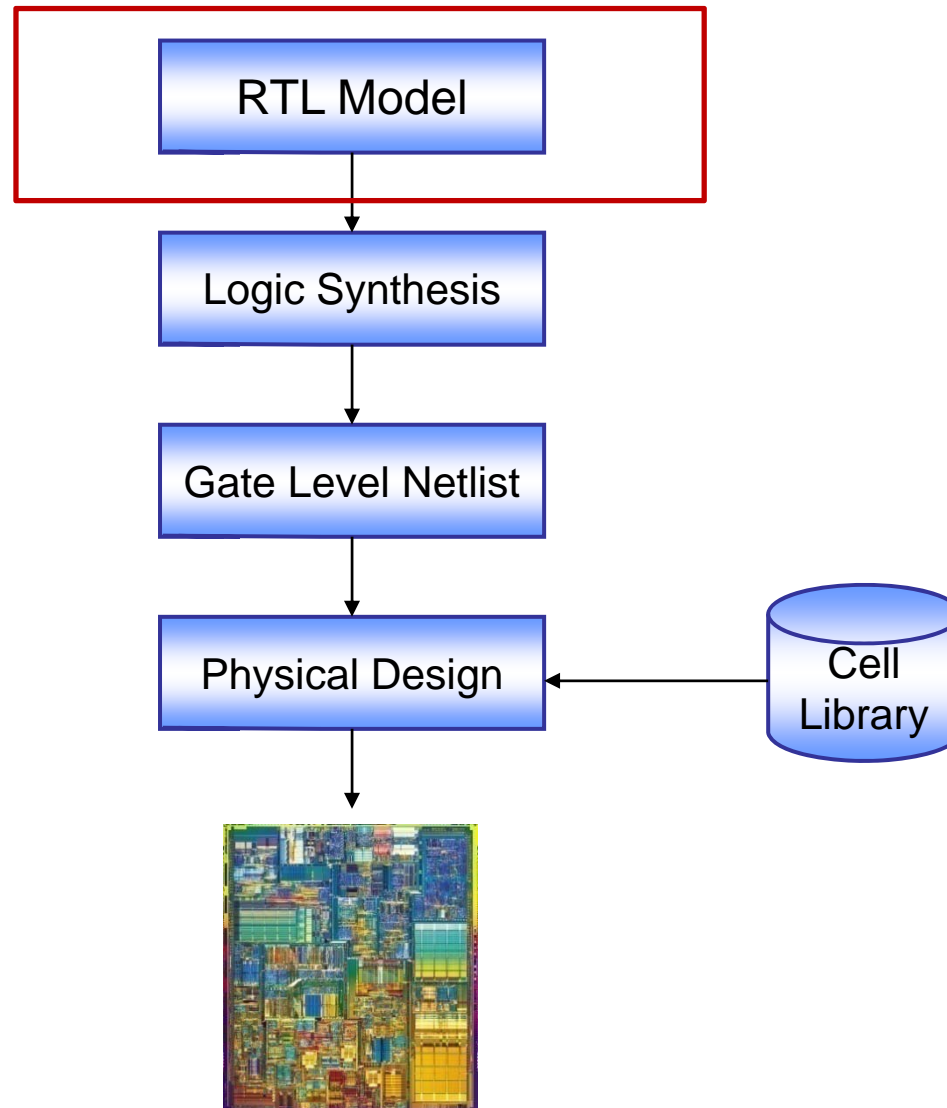 RTL Model
Logic Synthesis
Gate Level Netlist
Physical Design
Cell
Library